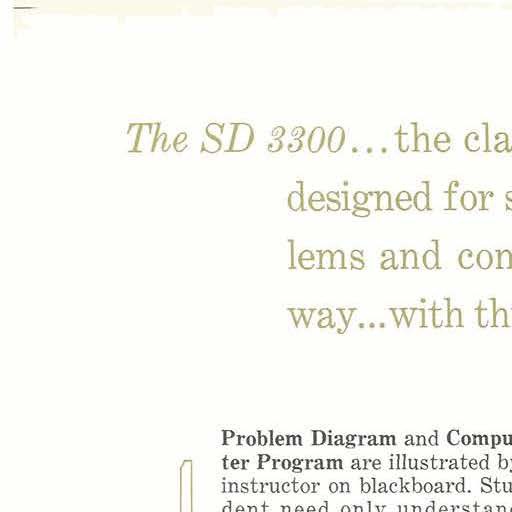 The SD 3300...the cla
designed for s
lems and con
way...with th
Problem Diagram and Compu
ter Program are illustrated by
instructor on blackboard. Stu
dent need only understan